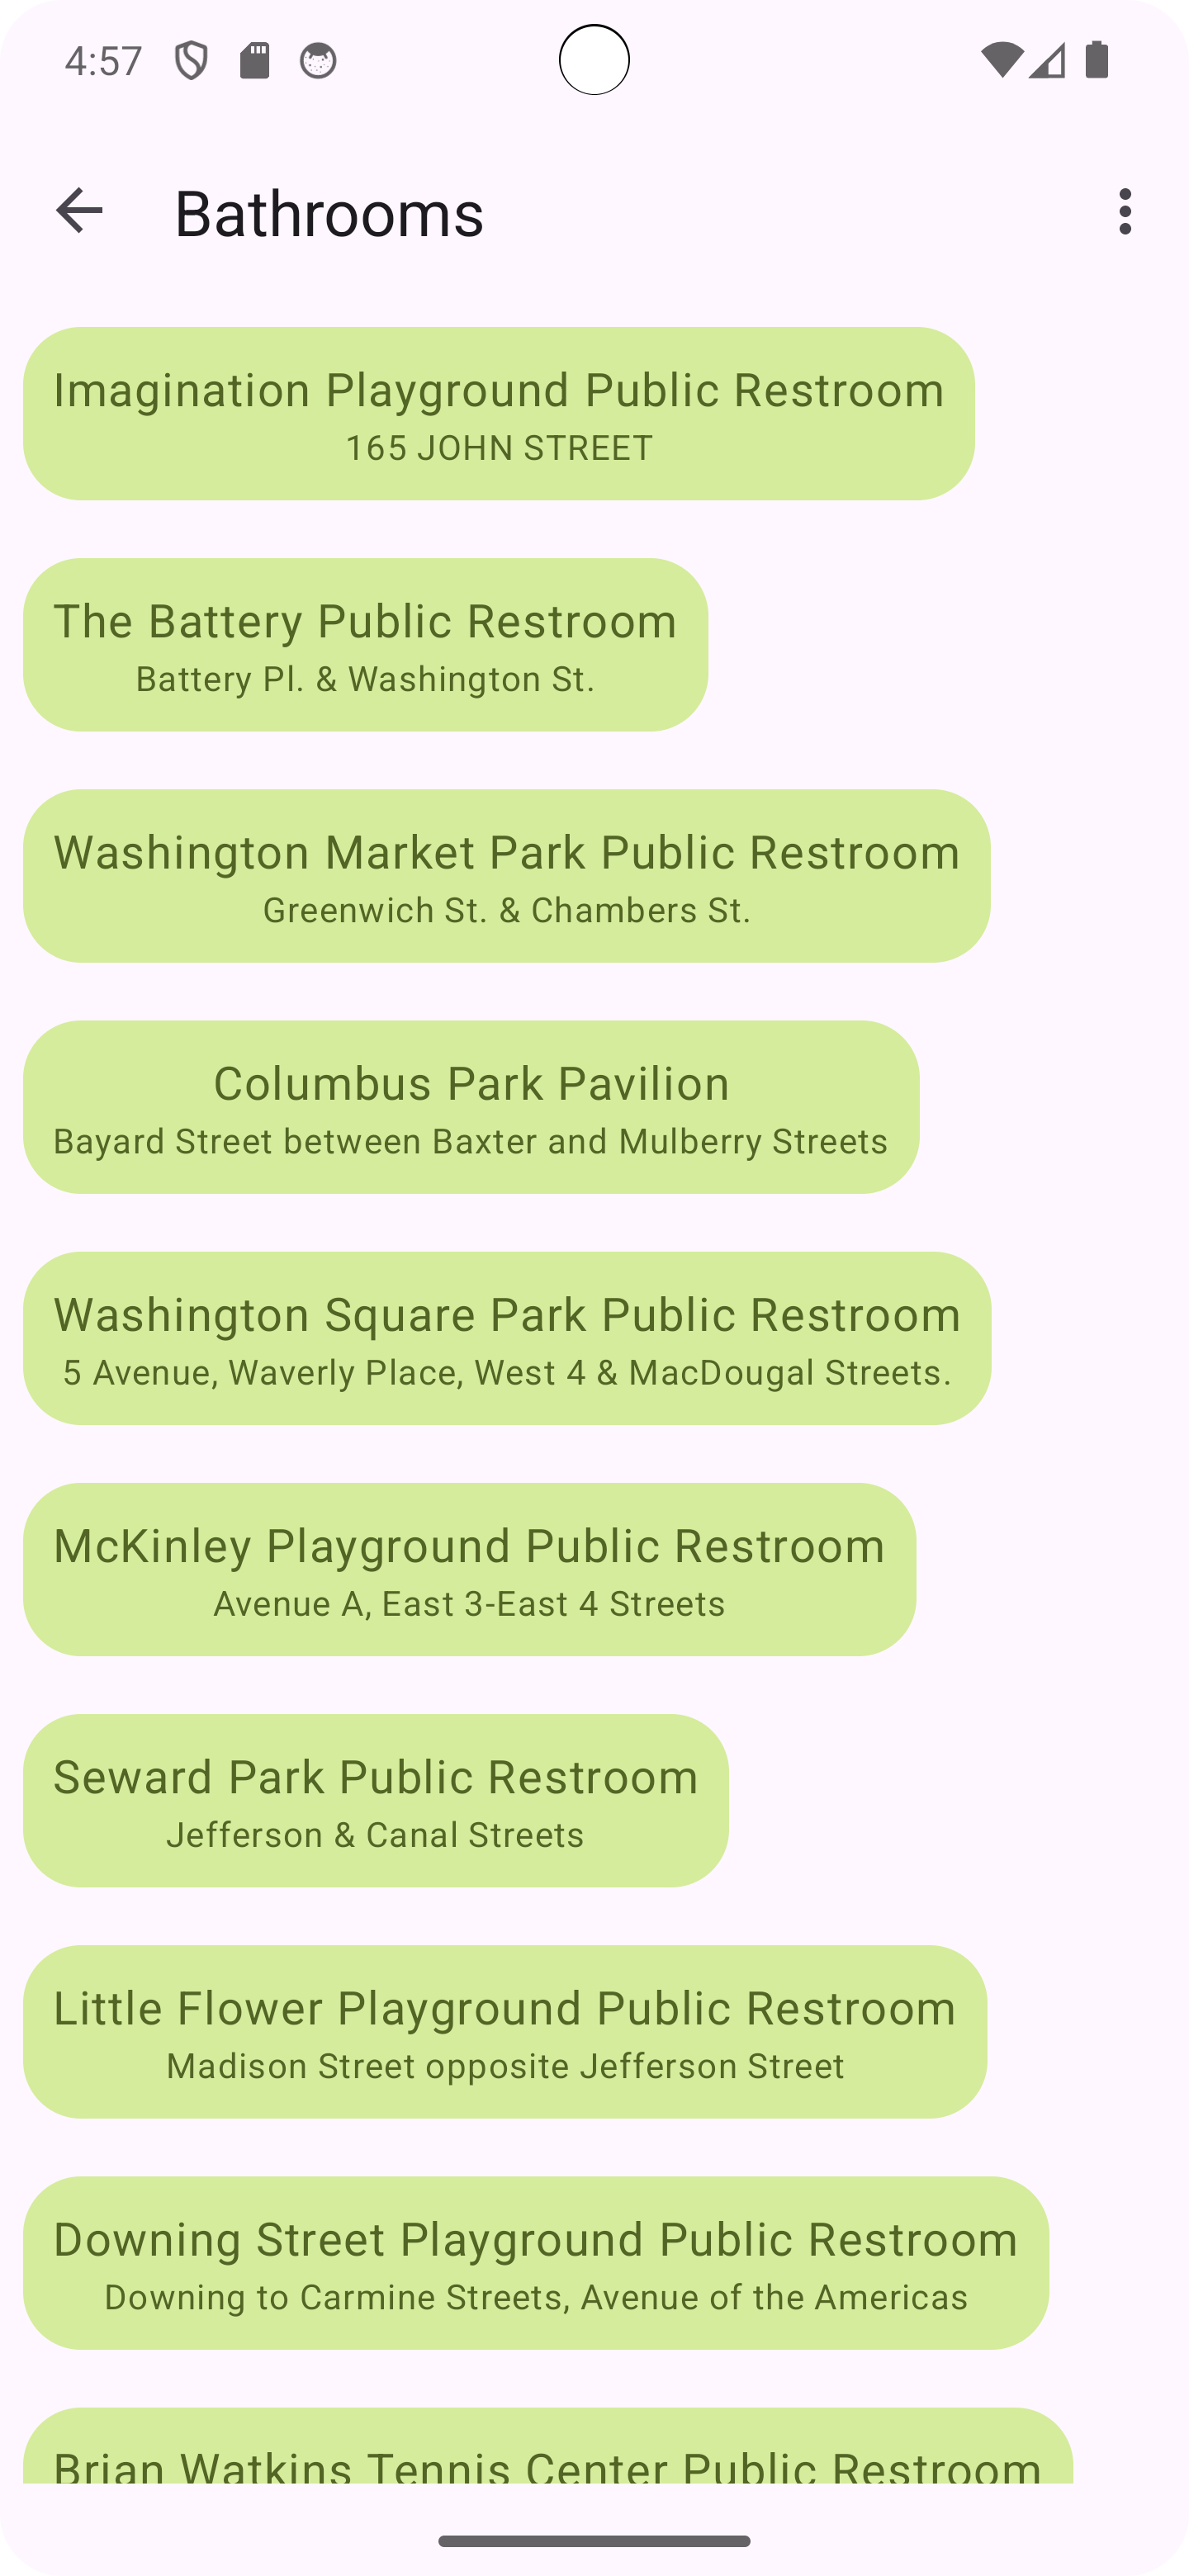 4:57
Bathrooms
Imagination Playground Public Restroom
165 JOHN STREET
The Battery Public Restroom
Battery Pl. & Washington St.
Washington Market Park Public Restroom
Greenwich St. & Chambers St.
Columbus Park Pavilion
Bayard Street between Baxter and Mulberry Streets
Washington Square Park Public Restroom
5 Avenue, Waverly Place, West 4 & MacDougal Streets.
McKinley Playground Public Restroom
Avenue A, East 3-East 4 Streets
Seward Park Public Restroom
Jefferson & Canal Streets
Little Flower Playground Public Restroom
Madison Street opposite Jefferson Street
Downing Street Playground Public Restroom
Downing to Carmine Streets, Avenue of the Americas
Brian Watkins Tennis Center Public Restroom